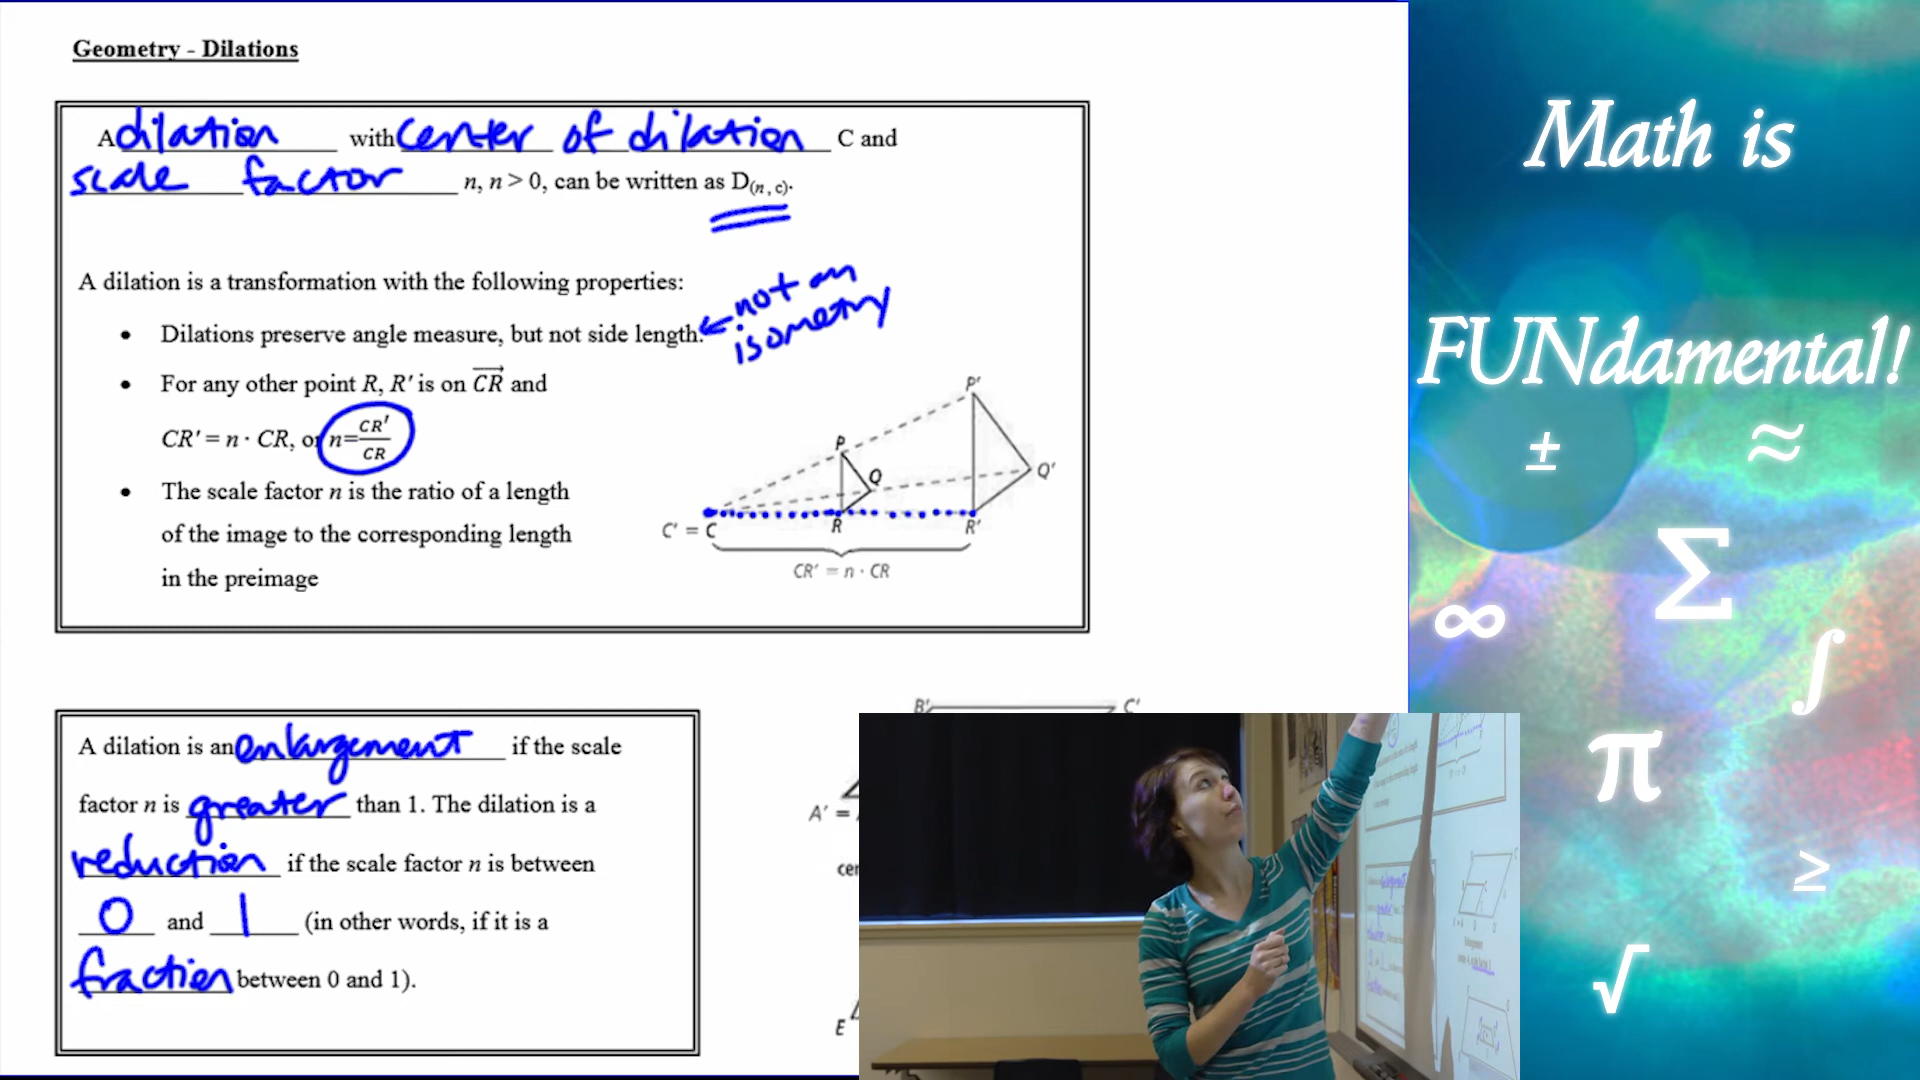 Geometry - Dilations
A dilation with center of dilation C and
scale factor n, n > 0, can be written as D(n, c).
A dilation is a transformation with the following properties:
• Dilations preserve angle measure, but not side length.
not an
isometry
• For any other point R, R' is on CR and
CR' = n · CR, or n=CR'/CR
• The scale factor n is the ratio of a length
of the image to the corresponding length
in the preimage
P'
P
Q
Q'
C' = C
R
R'
CR' = n · CR
A dilation is an enlargement if the scale
factor n is greater than 1. The dilation is a
reduction if the scale factor n is between
0 and 1 (in other words, if it is a
fraction between 0 and 1).
B'
C'
A' =
E
Math is
FUNdamental!
± ≈
∞ Σ ∫
π ≥
√